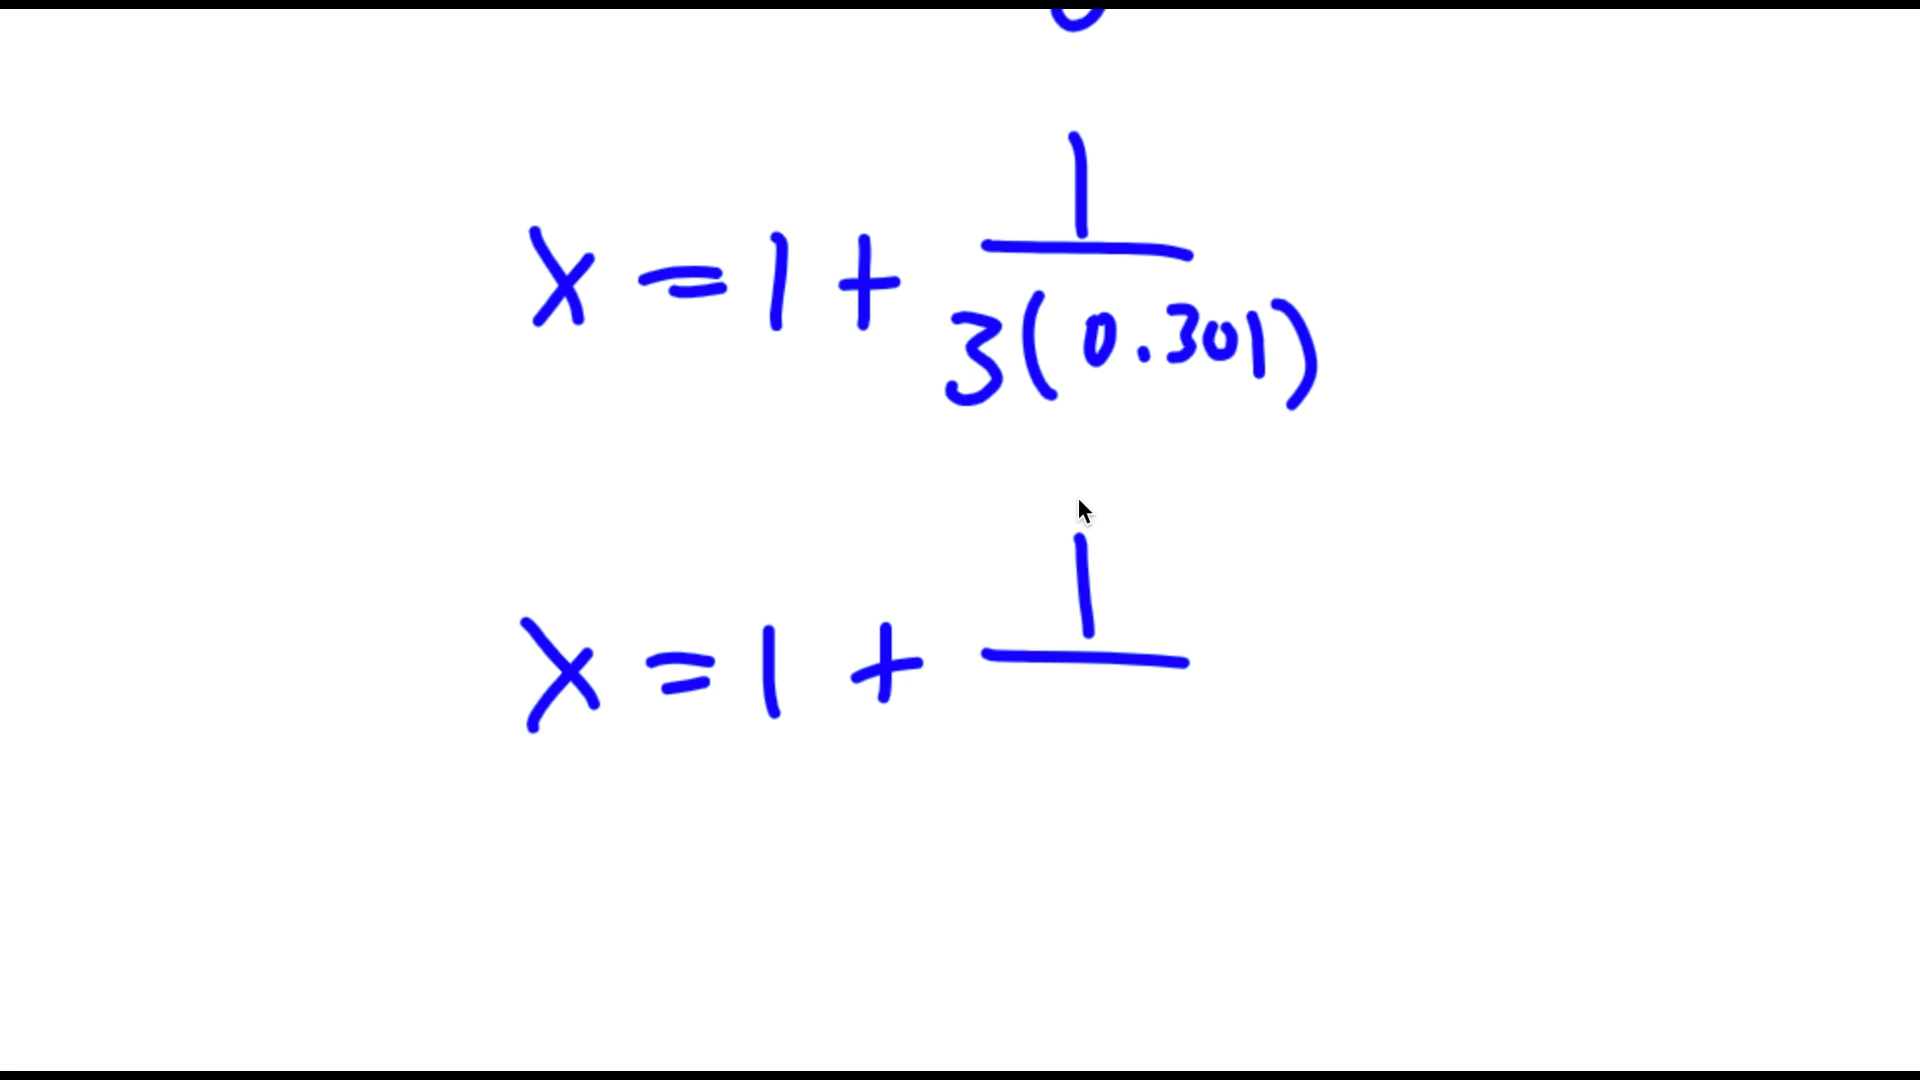 x = 1 + 1/3(0.301)
x = 1 + 1/